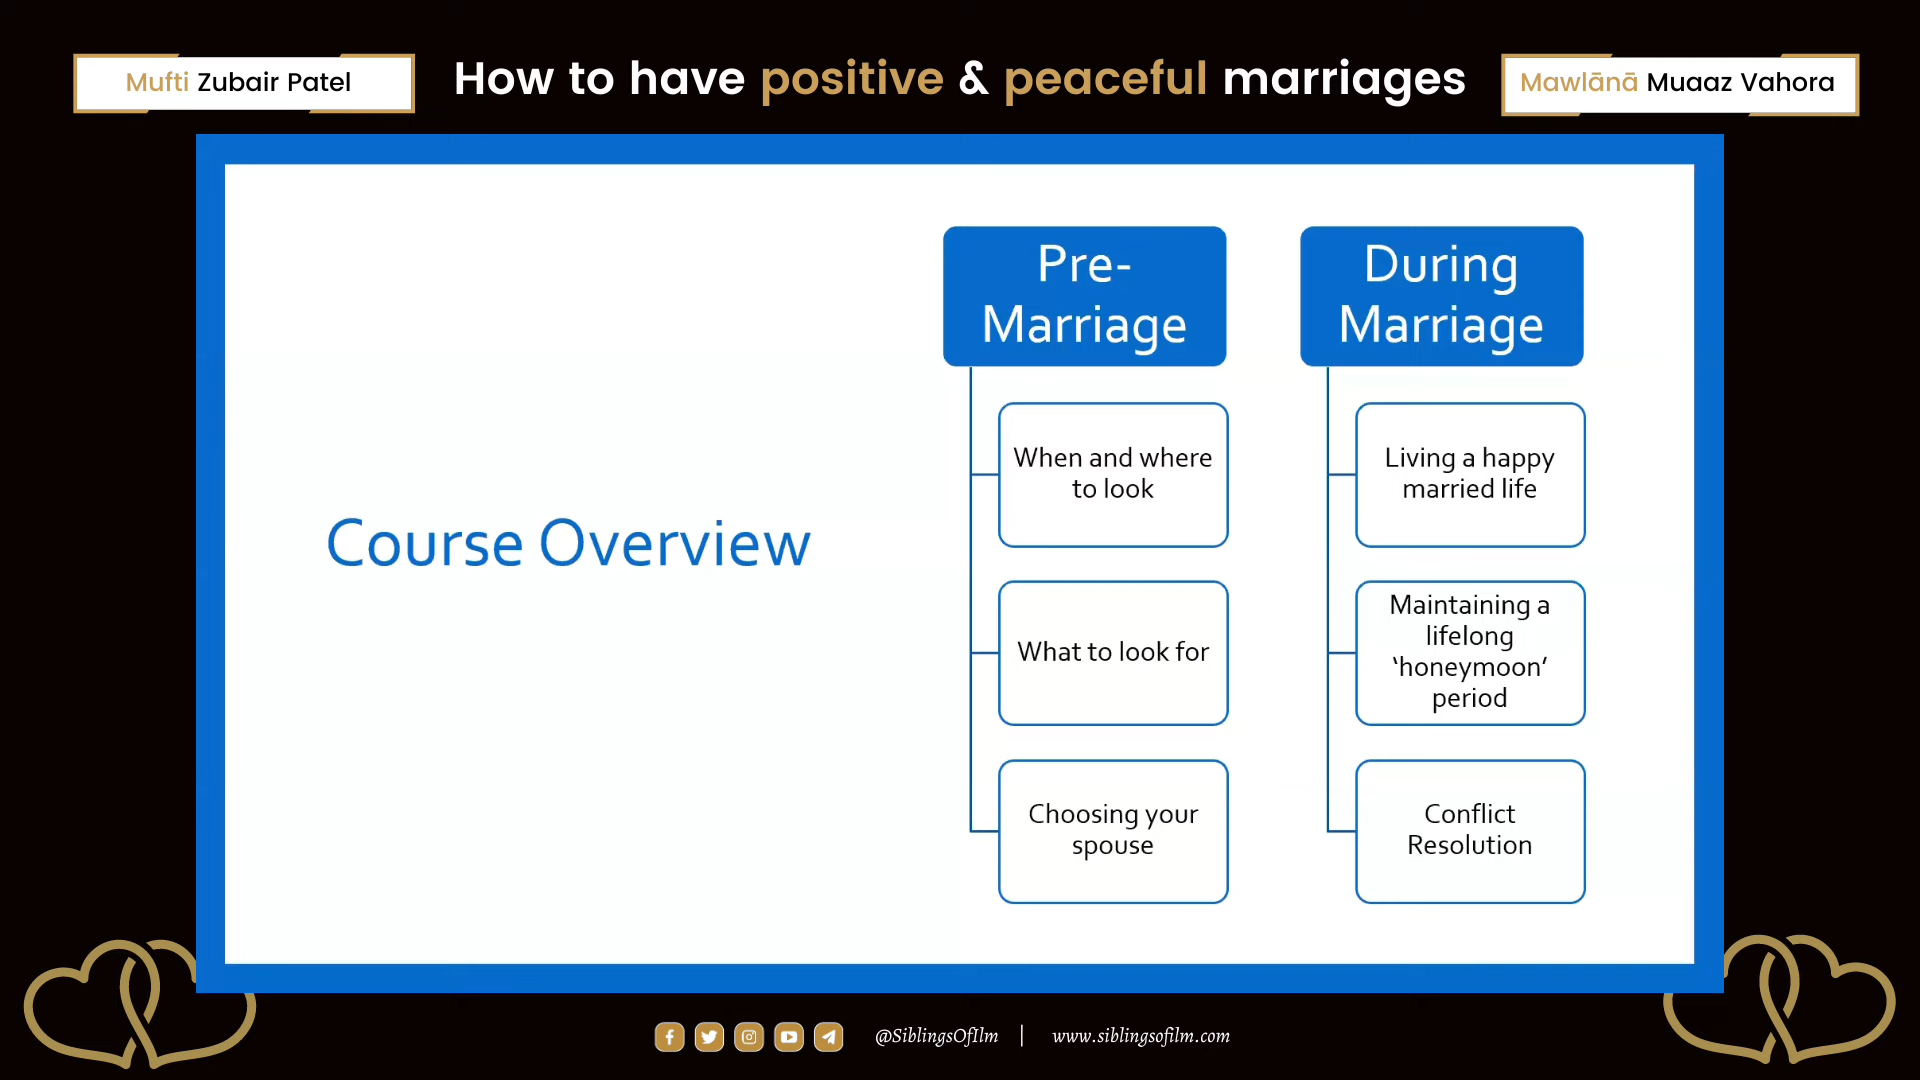 Mufti Zubair Patel
How to have positive & peaceful marriages
Mawlānā Muaaz Vahora
Course Overview
Pre-
Marriage
When and where
to look
What to look for
Choosing your
spouse
During
Marriage
Living a happy
married life
Maintaining a
lifelong
‘honeymoon’
period
Conflict
Resolution
@SiblingsOfIlm | www.siblingsofilm.com